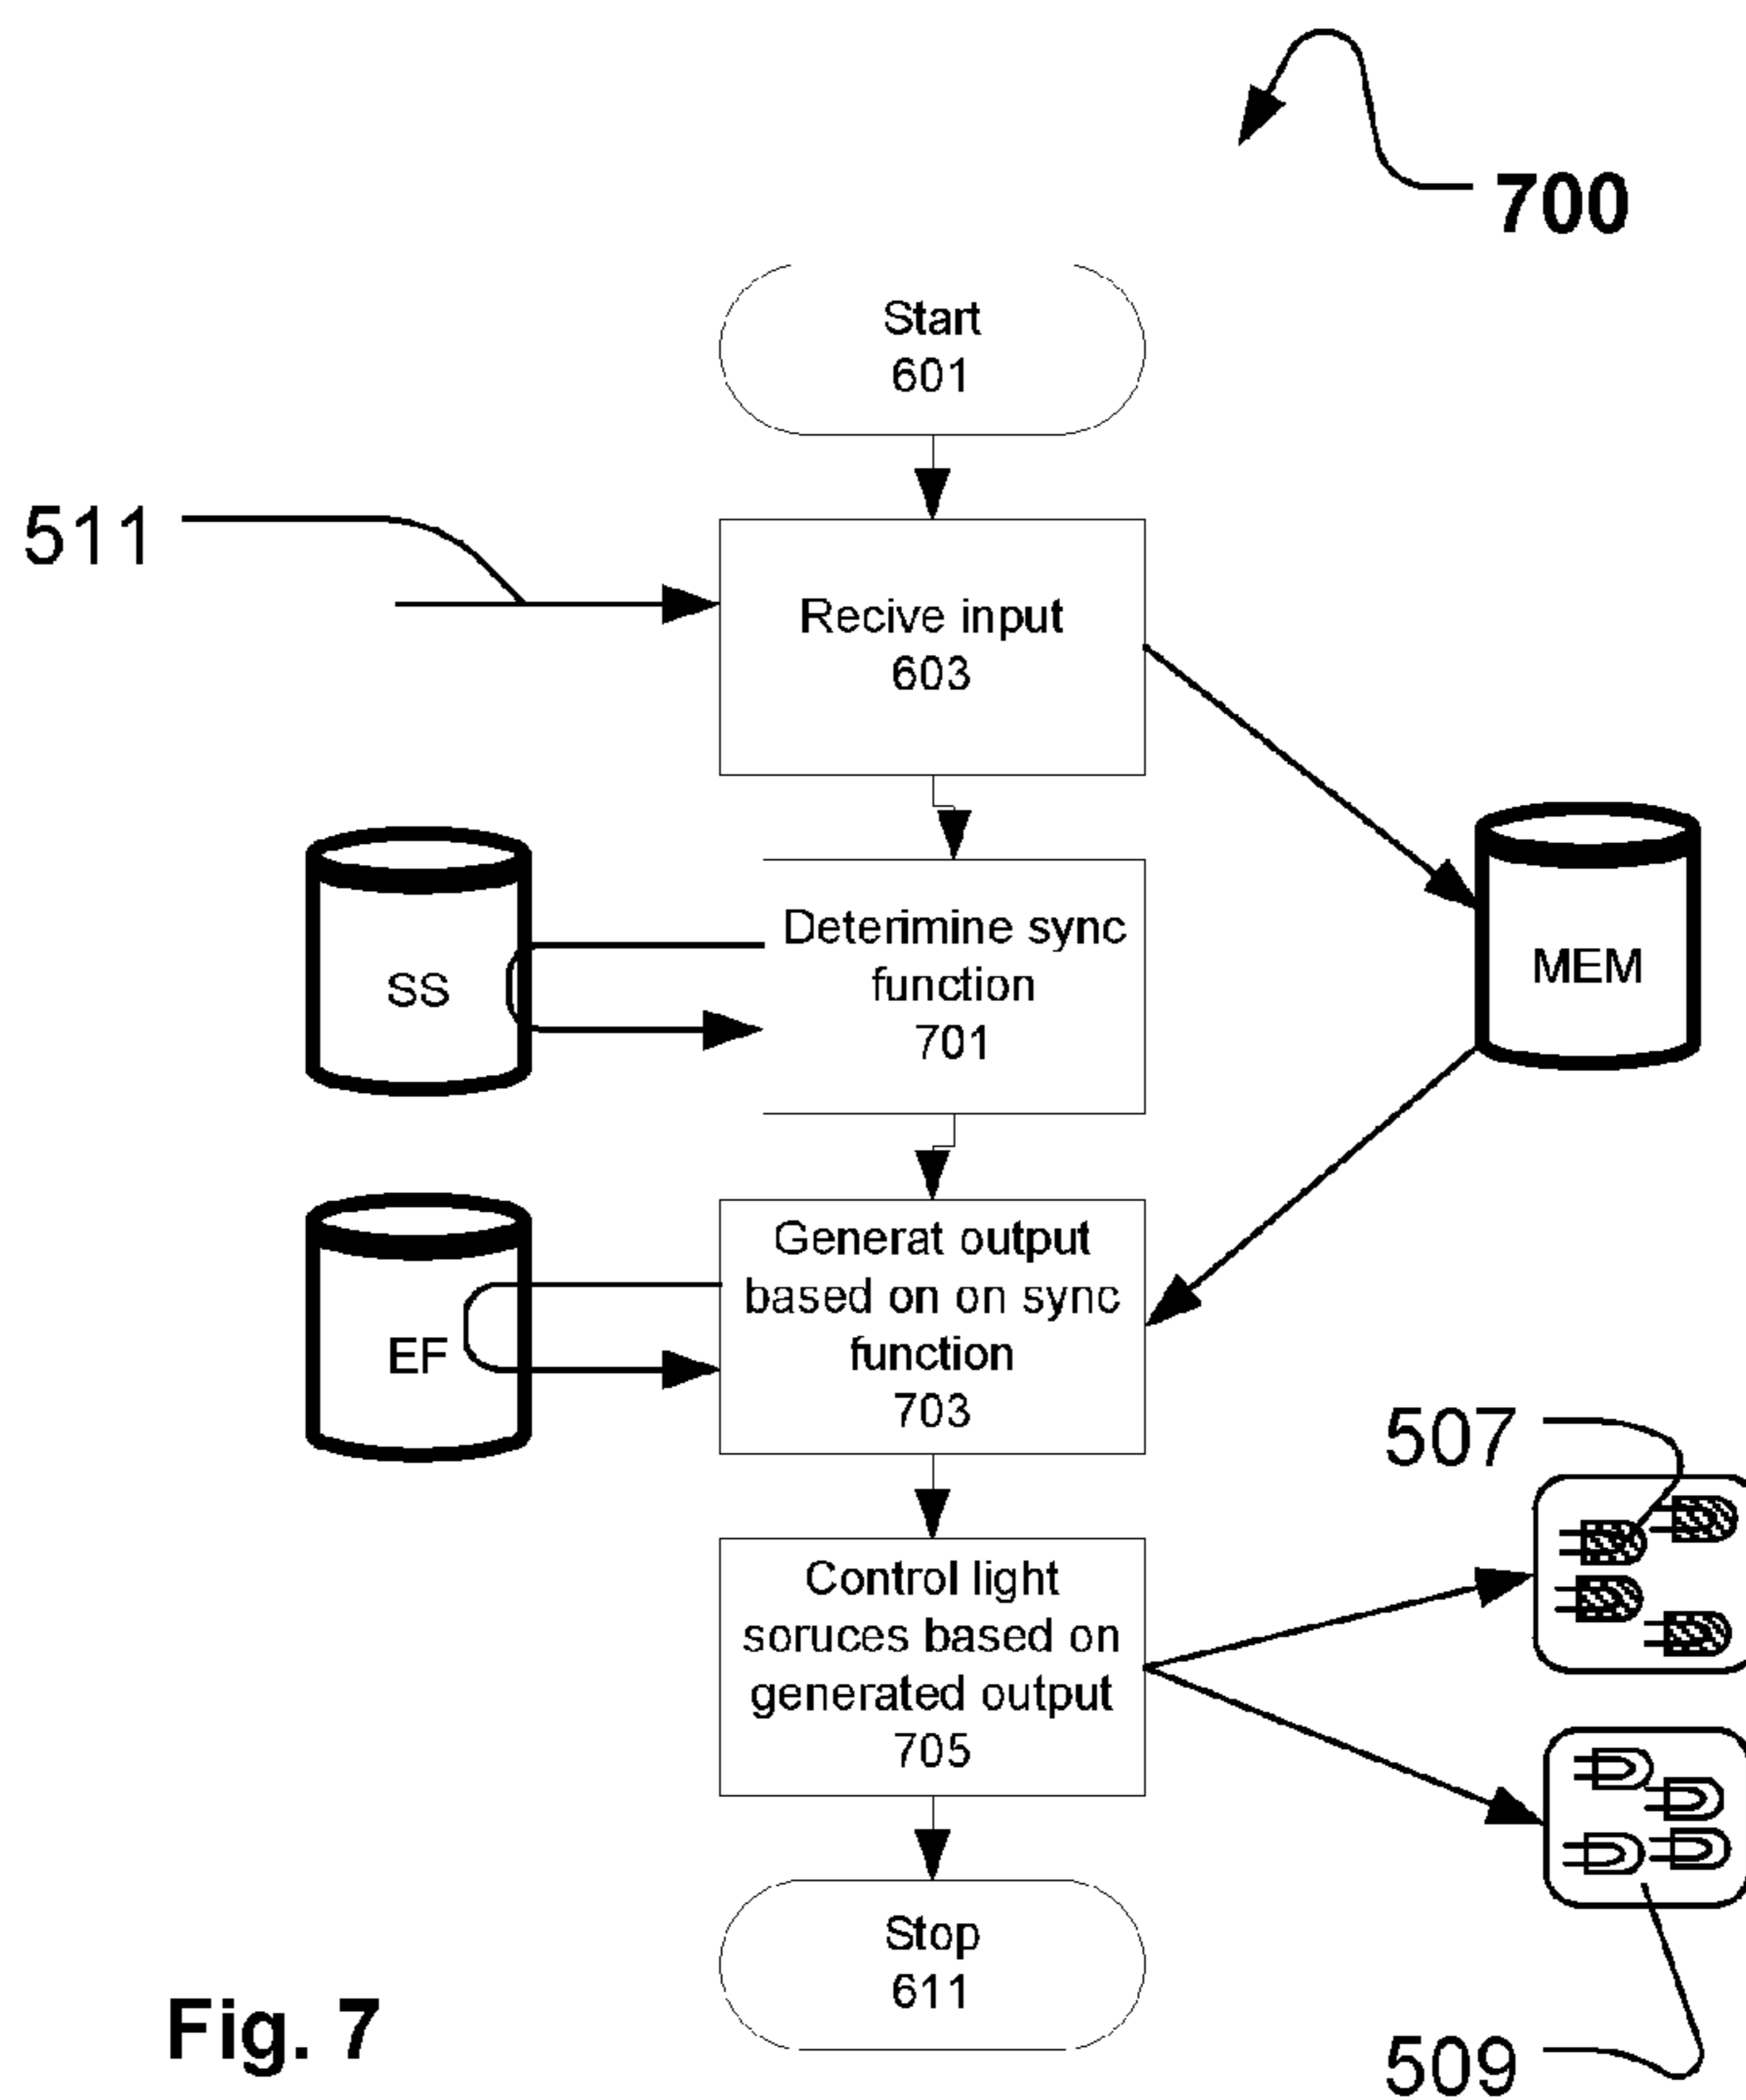 700
Start
601
511
Recive input
603
Deterimine sync
function
701
SS
MEM
Generat output
based on on sync
function
703
EF
507
Control light
soruces based on
generated output
705
Stop
611
509
Fig. 7